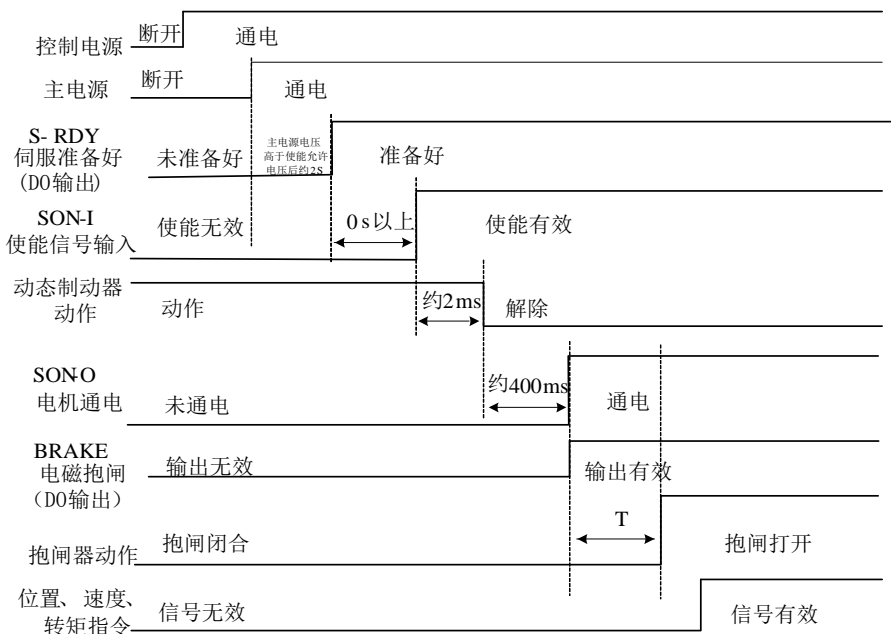 控制电源 断开 通电
主电源 断开 通电
S- RDY
伺服准备好
(DO输出)
未准备好
主电源电压
高于使能允许
电压后约2S
准备好
SON-I
使能信号输入
使能无效
0s以上
使能有效
动态制动器
动作
动作
约2ms
解除
SON-O
电机通电
未通电
约400ms
通电
BRAKE
电磁抱闸
（DO输出）
输出无效
输出有效
T
抱闸器动作 抱闸闭合 抱闸打开
位置、速度、
转矩指令
信号无效
信号有效